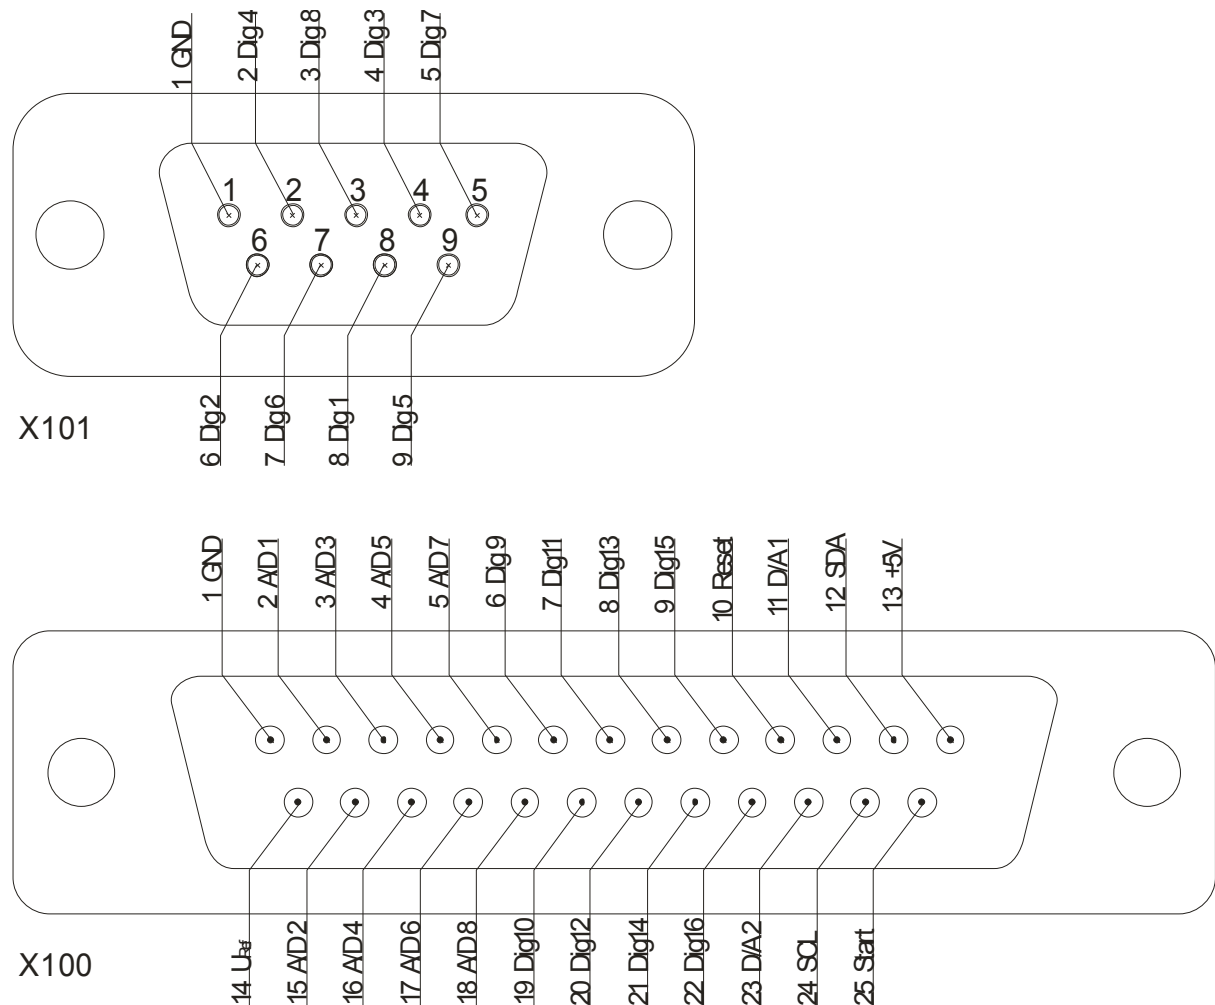 1 GND
2 Dig4
3 Dig8
4 Dig3
5 Dig7
1
2
3
4
5
6
7
8
9
6 Dig2
7 Dig6
8 Dig1
9 Dig5
X101
1 GND
2 A/D1
3 A/D3
4 A/D5
5 A/D7
6 Dig9
7 Dig11
8 Dig13
9 Dig15
10 Reset
11 D/A1
12 SDA
13 +5V
14 URef
15 A/D2
16 A/D4
17 A/D6
18 A/D8
19 Dig10
20 Dig12
21 Dig14
22 Dig16
23 D/A2
24 SCL
25 Start
X100